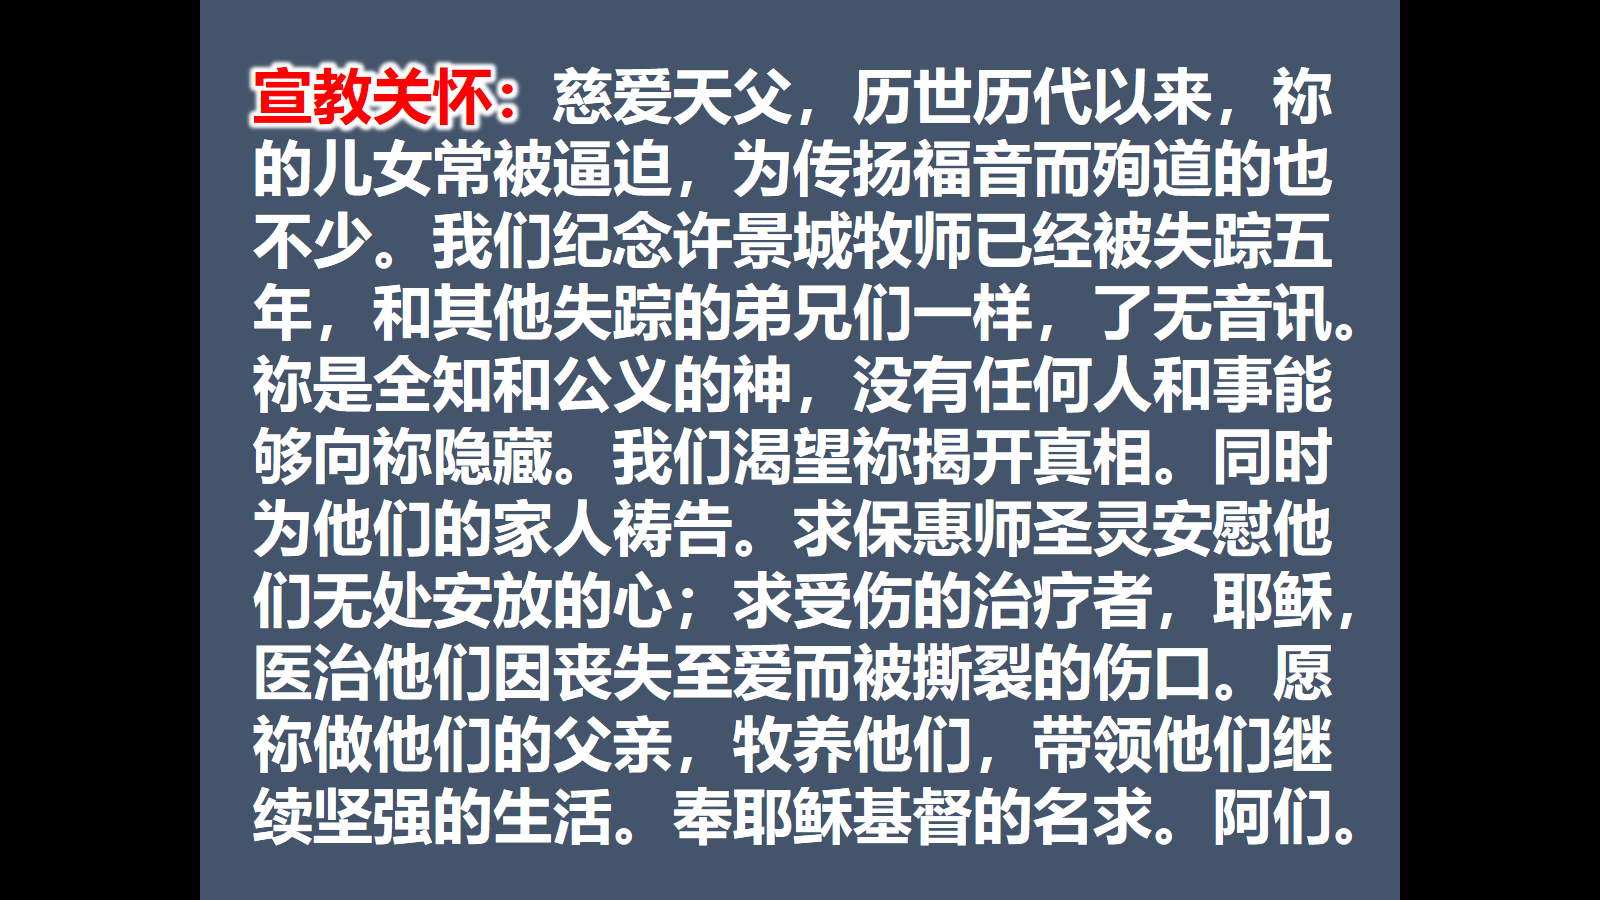 宣教关怀：慈爱天父，历世历代以来，祢
的儿女常被逼迫，为传扬福音而殉道的也
不少。我们纪念许景城牧师已经被失踪五
年，和其他失踪的弟兄们一样，了无音讯。
祢是全知和公义的神，没有任何人和事能
够向祢隐藏。我们渴望祢揭开真相。同时
为他们的家人祷告。求保惠师圣灵安慰他
们无处安放的心；求受伤的治疗者，耶稣，
医治他们因丧失至爱而被撕裂的伤口。愿
祢做他们的父亲，牧养他们，带领他们继
续坚强的生活。奉耶稣基督的名求。阿们。